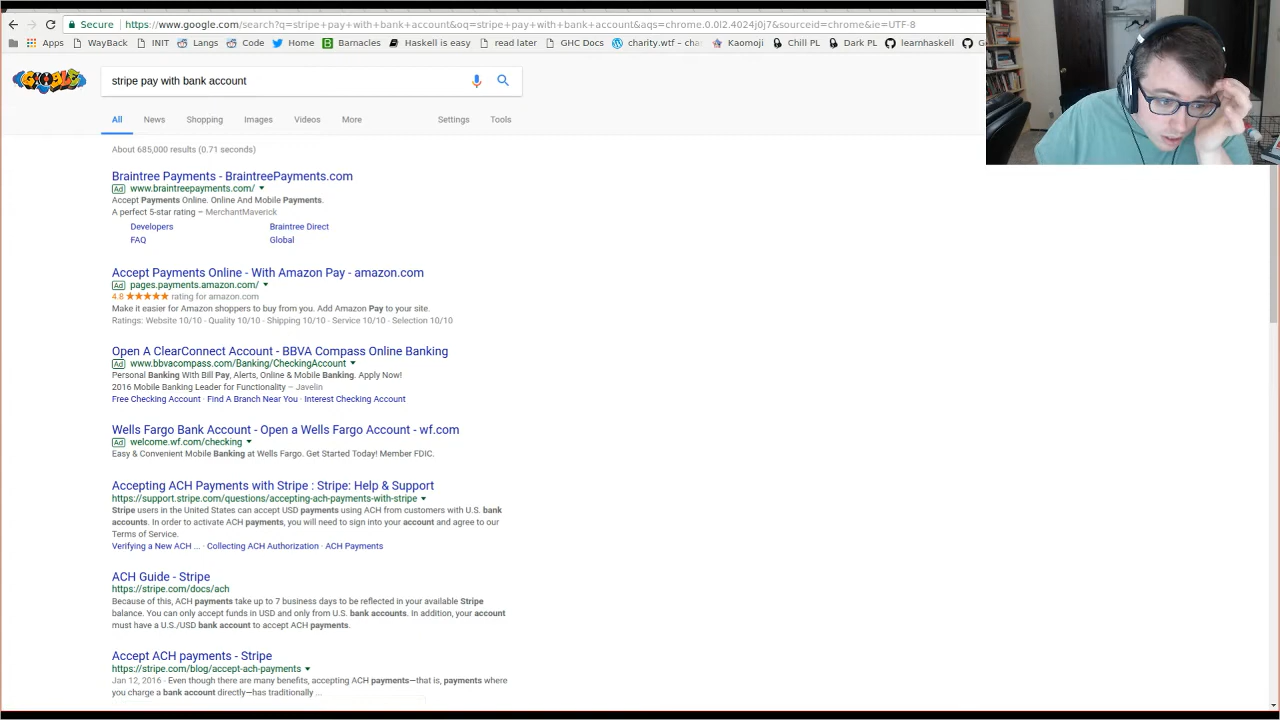 Secure https://www.google.com/search?q=stripe+pay+with+bank+account&oq=stripe+pay+with+bank+account&aqs=chrome.0.0l2.4024j0j7&sourceid=chrome&ie=UTF-8
Apps WayBack INIT Langs Code Home Barnacles Haskell is easy read later GHC Docs charity.wtf – cha Kaomoji Chill PL Dark PL learnhaskell G
stripe pay with bank account
All News Shopping Images Videos More Settings Tools
About 685,000 results (0.71 seconds)
Braintree Payments - BraintreePayments.com
Ad www.braintreepayments.com/
Accept Payments Online. Online And Mobile Payments.
A perfect 5-star rating – MerchantMaverick
Developers Braintree Direct
FAQ Global
Accept Payments Online - With Amazon Pay - amazon.com
Ad pages.payments.amazon.com/
4.8 ★★★★★ rating for amazon.com
Make it easier for Amazon shoppers to buy from you. Add Amazon Pay to your site.
Ratings: Website 10/10 - Quality 10/10 - Shipping 10/10 - Service 10/10 - Selection 10/10
Open A ClearConnect Account - BBVA Compass Online Banking
Ad www.bbvacompass.com/Banking/CheckingAccount
Personal Banking With Bill Pay, Alerts, Online & Mobile Banking. Apply Now!
2016 Mobile Banking Leader for Functionality – Javelin
Free Checking Account · Find A Branch Near You · Interest Checking Account
Wells Fargo Bank Account - Open a Wells Fargo Account - wf.com
Ad welcome.wf.com/checking
Easy & Convenient Mobile Banking at Wells Fargo. Get Started Today! Member FDIC.
Accepting ACH Payments with Stripe : Stripe: Help & Support
https://support.stripe.com/questions/accepting-ach-payments-with-stripe
Stripe users in the United States can accept USD payments using ACH from customers with U.S. bank
accounts. In order to activate ACH payments, you will need to sign into your account and agree to our
Terms of Service.
Verifying a New ACH ... · Collecting ACH Authorization · ACH Payments
ACH Guide - Stripe
https://stripe.com/docs/ach
Because of this, ACH payments take up to 7 business days to be reflected in your available Stripe
balance. You can only accept funds in USD and only from U.S. bank accounts. In addition, your account
must have a U.S./USD bank account to accept ACH payments.
Accept ACH payments - Stripe
https://stripe.com/blog/accept-ach-payments
Jan 12, 2016 - Even though there are many benefits, accepting ACH payments—that is, payments where
you charge a bank account directly—has traditionally ...